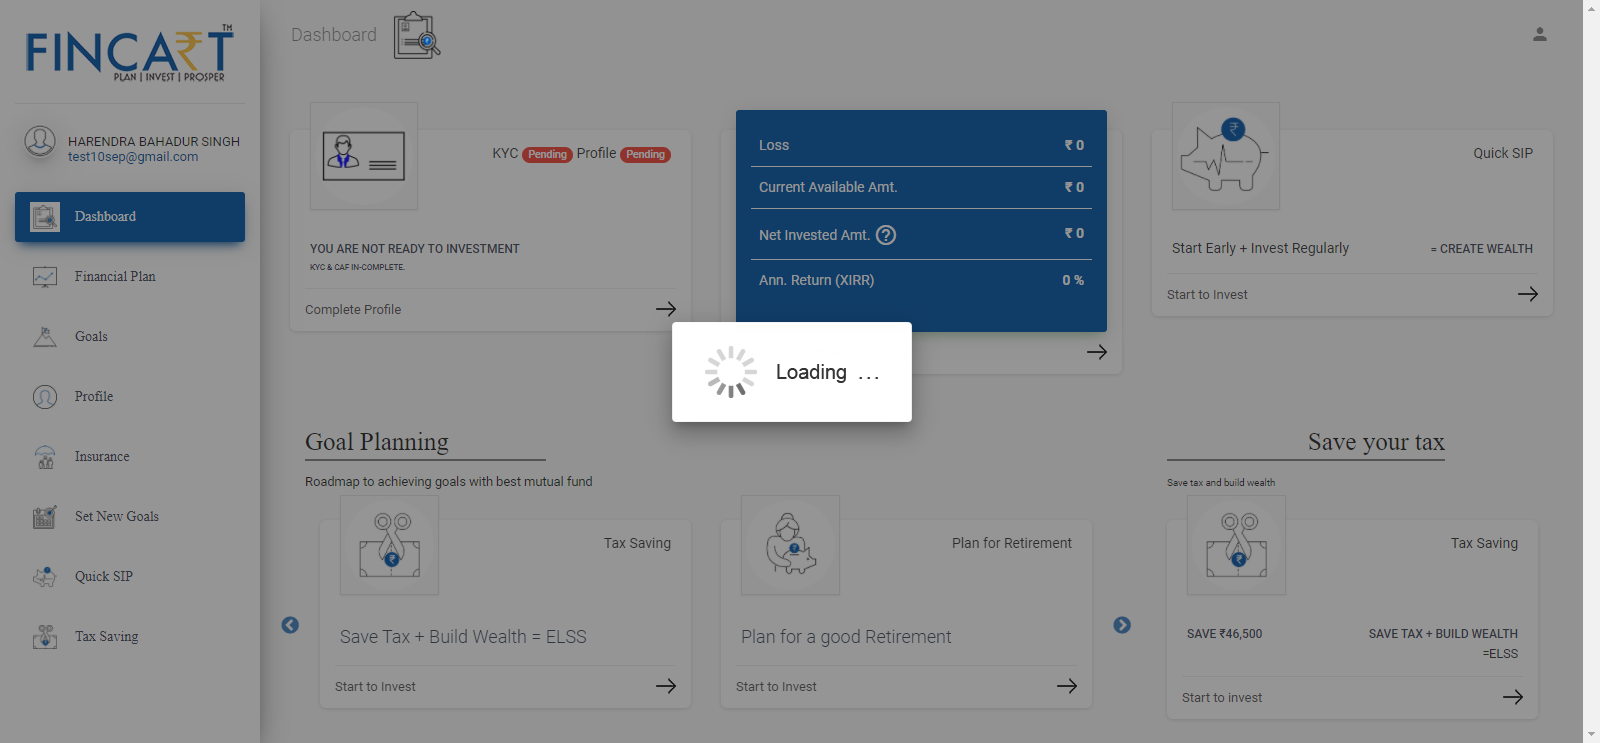 FINCART™
PLAN | INVEST | PROSPER
HARENDRA BAHADUR SINGH
test10sep@gmail.com
Dashboard
Financial Plan
Goals
Profile
Insurance
Set New Goals
Quick SIP
Tax Saving
Dashboard
KYC Pending Profile Pending
YOU ARE NOT READY TO INVESTMENT
KYC & CAF IN-COMPLETE.
Complete Profile
Loss ₹ 0
Current Available Amt. ₹ 0
Net Invested Amt. ? ₹ 0
Ann. Return (XIRR) 0 %
Quick SIP
Start Early + Invest Regularly = CREATE WEALTH
Start to Invest
Loading ...
Goal Planning
Roadmap to achieving goals with best mutual fund
Tax Saving
Save Tax + Build Wealth = ELSS
Start to Invest
Plan for Retirement
Plan for a good Retirement
Start to Invest
Save your tax
Save tax and build wealth
Tax Saving
SAVE ₹46,500 SAVE TAX + BUILD WEALTH
=ELSS
Start to invest